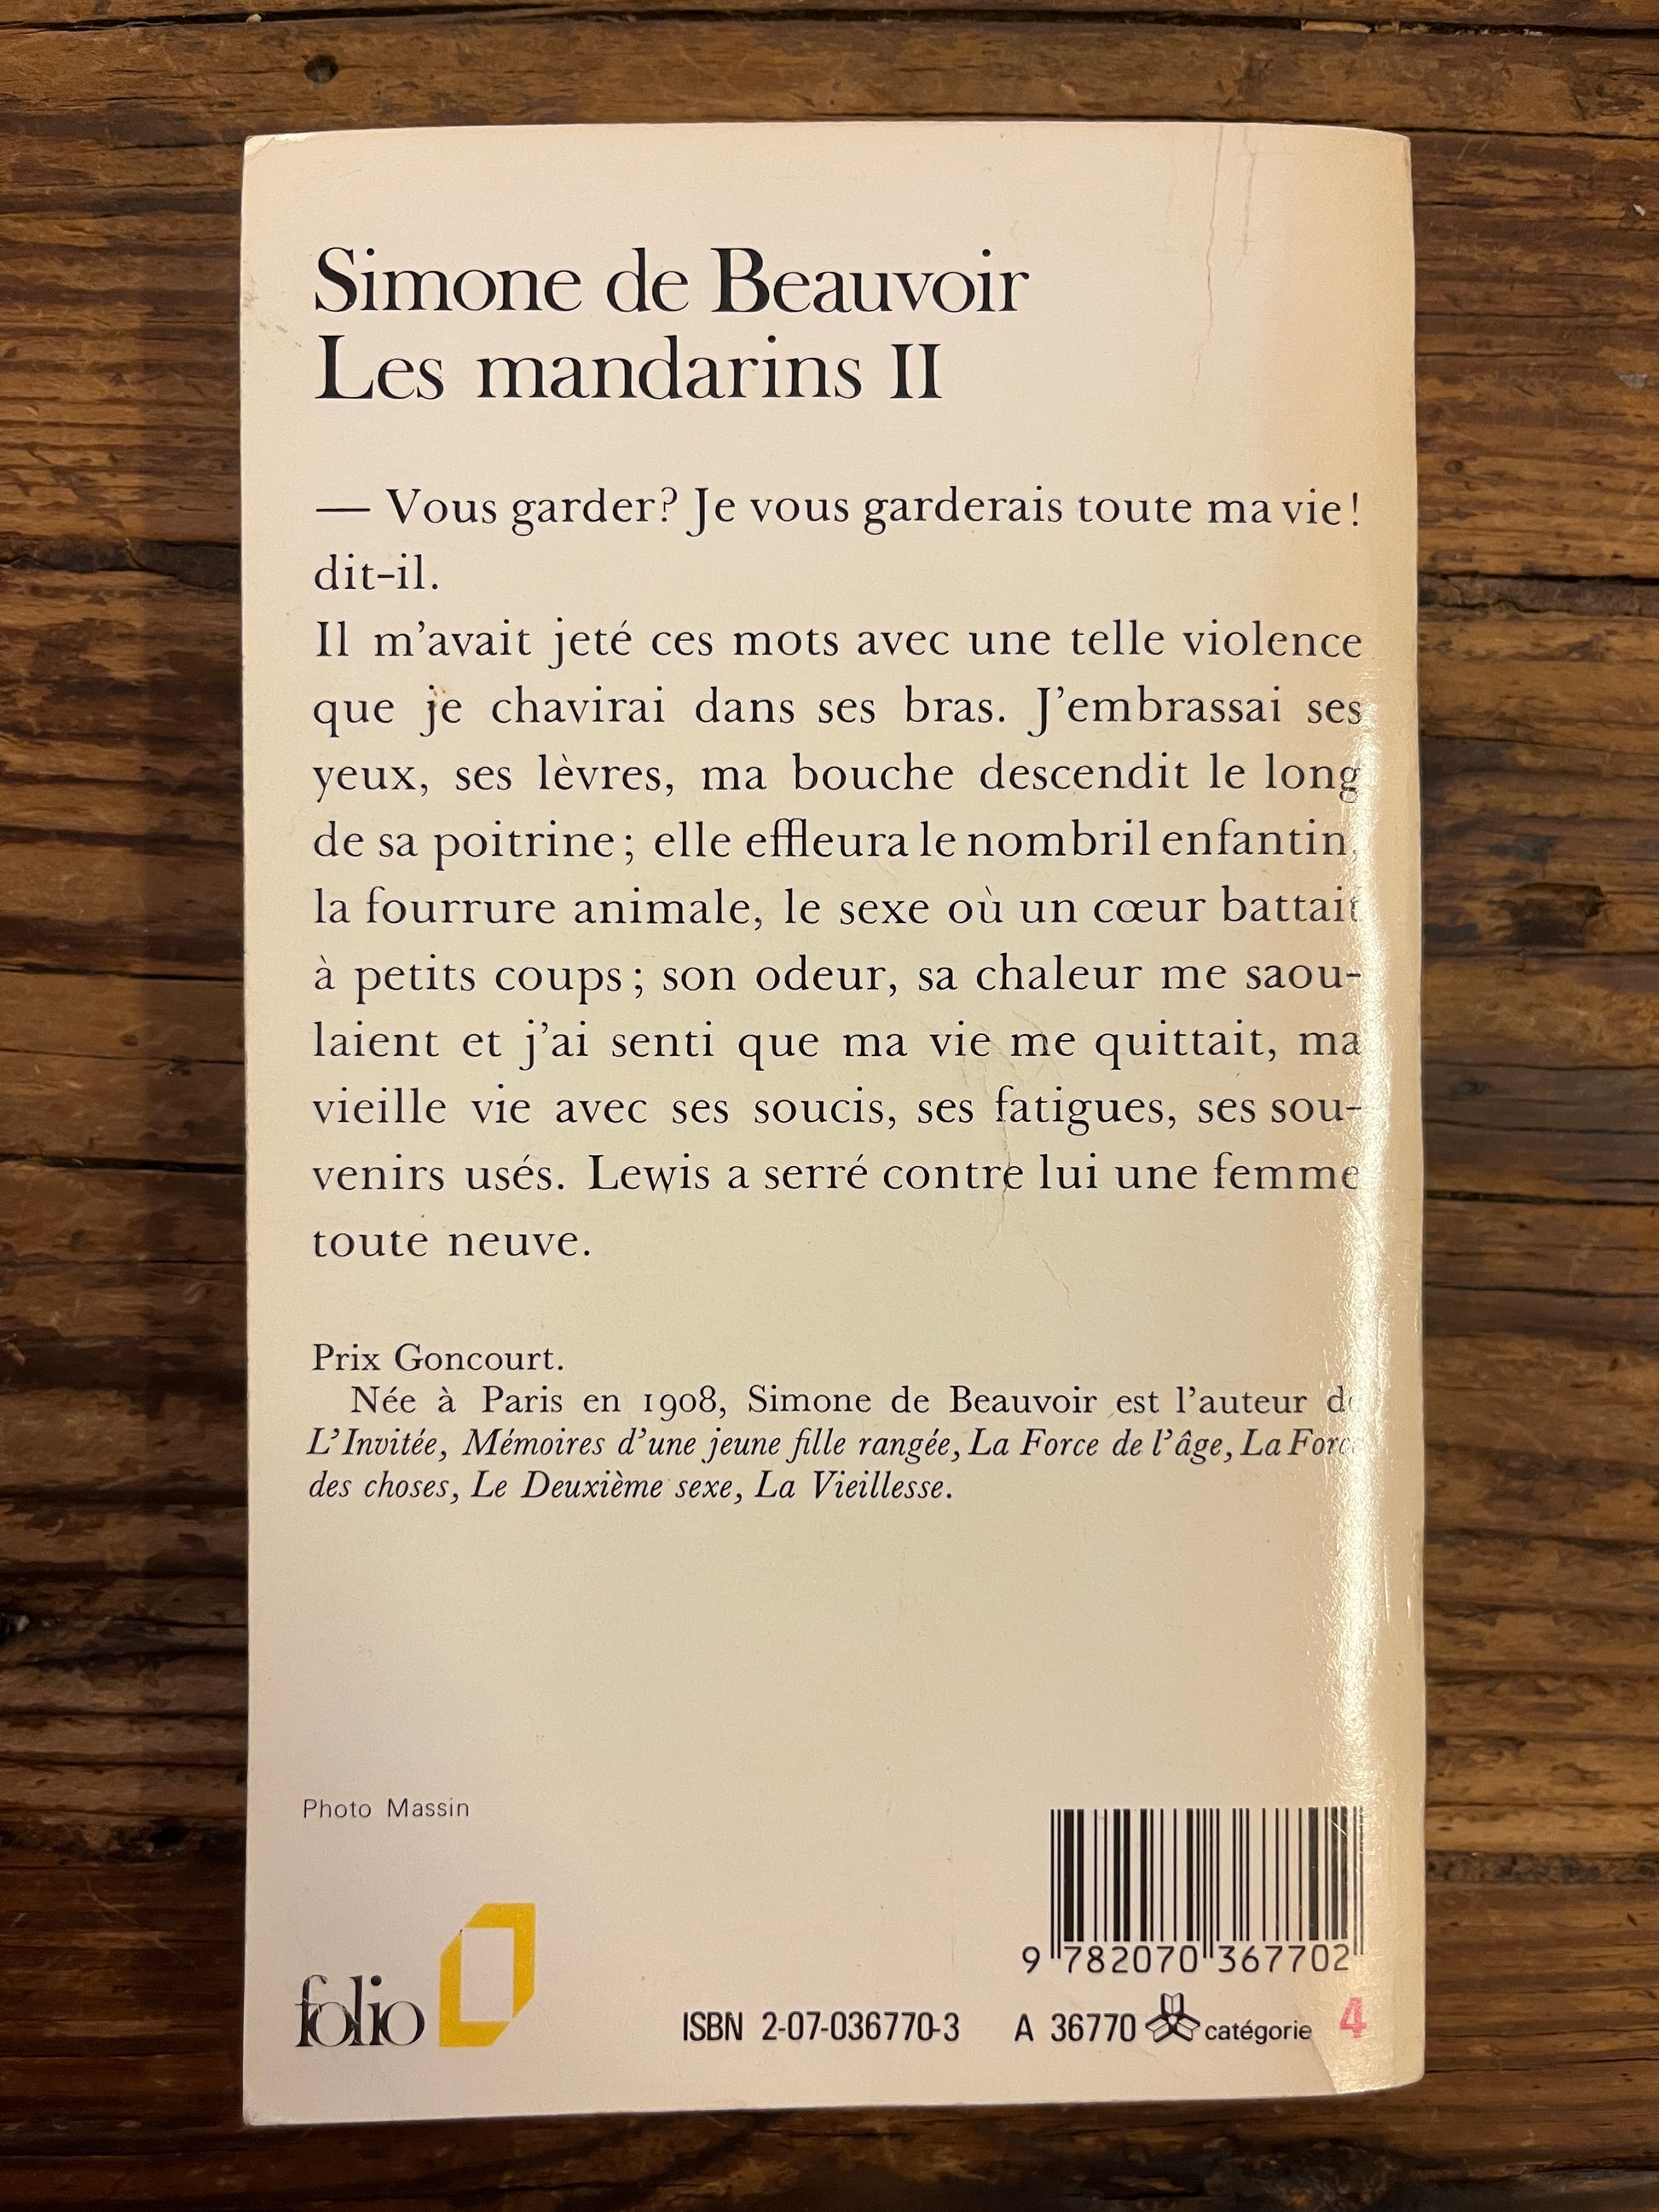 Simone de Beauvoir
Les mandarins II
— Vous garder? Je vous garderais toute ma vie!
dit-il.
Il m'avait jeté ces mots avec une telle violence
que je chavirai dans ses bras. J'embrassai ses
yeux, ses lèvres, ma bouche descendit le long
de sa poitrine; elle effleura le nombril enfantin,
la fourrure animale, le sexe où un cœur battait
à petits coups; son odeur, sa chaleur me saou-
laient et j'ai senti que ma vie me quittait, ma
vieille vie avec ses soucis, ses fatigues, ses sou-
venirs usés. Lewis a serré contre lui une femme
toute neuve.
Prix Goncourt.
Née à Paris en 1908, Simone de Beauvoir est l'auteur de
L'Invitée, Mémoires d'une jeune fille rangée, La Force de l'âge, La Force
des choses, Le Deuxième sexe, La Vieillesse.
Photo Massin
9 782070 367702
folio
ISBN 2-07-036770-3 A 36770 catégorie 4